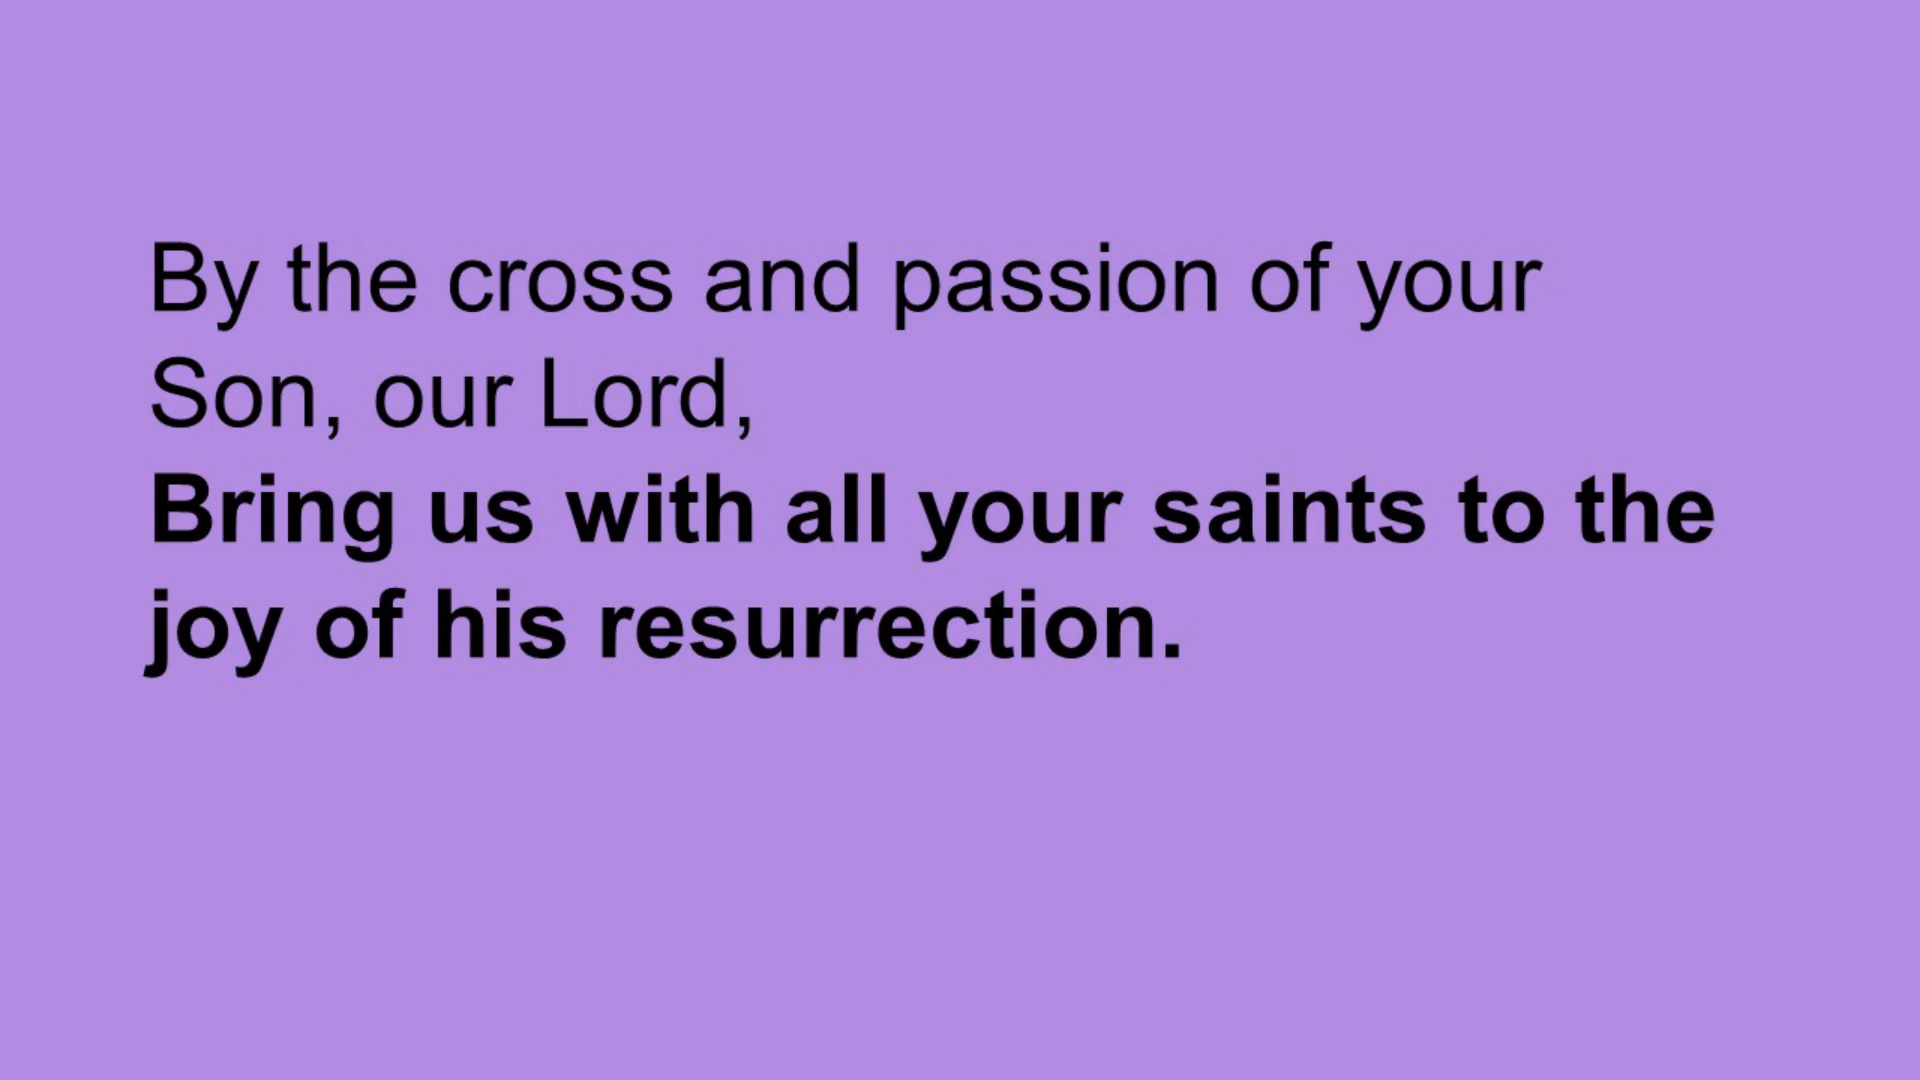 By the cross and passion of your
Son, our Lord,
Bring us with all your saints to the
joy of his resurrection.